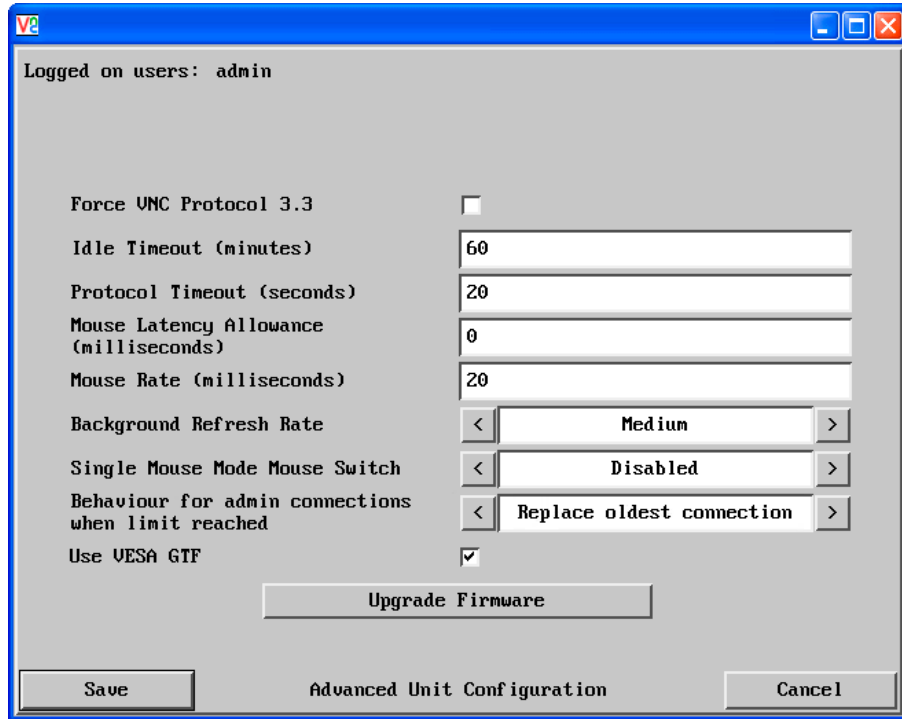 Logged on users: admin
Force VNC Protocol 3.3
Idle Timeout (minutes) 60
Protocol Timeout (seconds) 20
Mouse Latency Allowance
(milliseconds) 0
Mouse Rate (milliseconds) 20
Background Refresh Rate < Medium >
Single Mouse Mode Mouse Switch < Disabled >
Behaviour for admin connections
when limit reached < Replace oldest connection >
Use VESA GTF
Upgrade Firmware
Save Advanced Unit Configuration Cancel